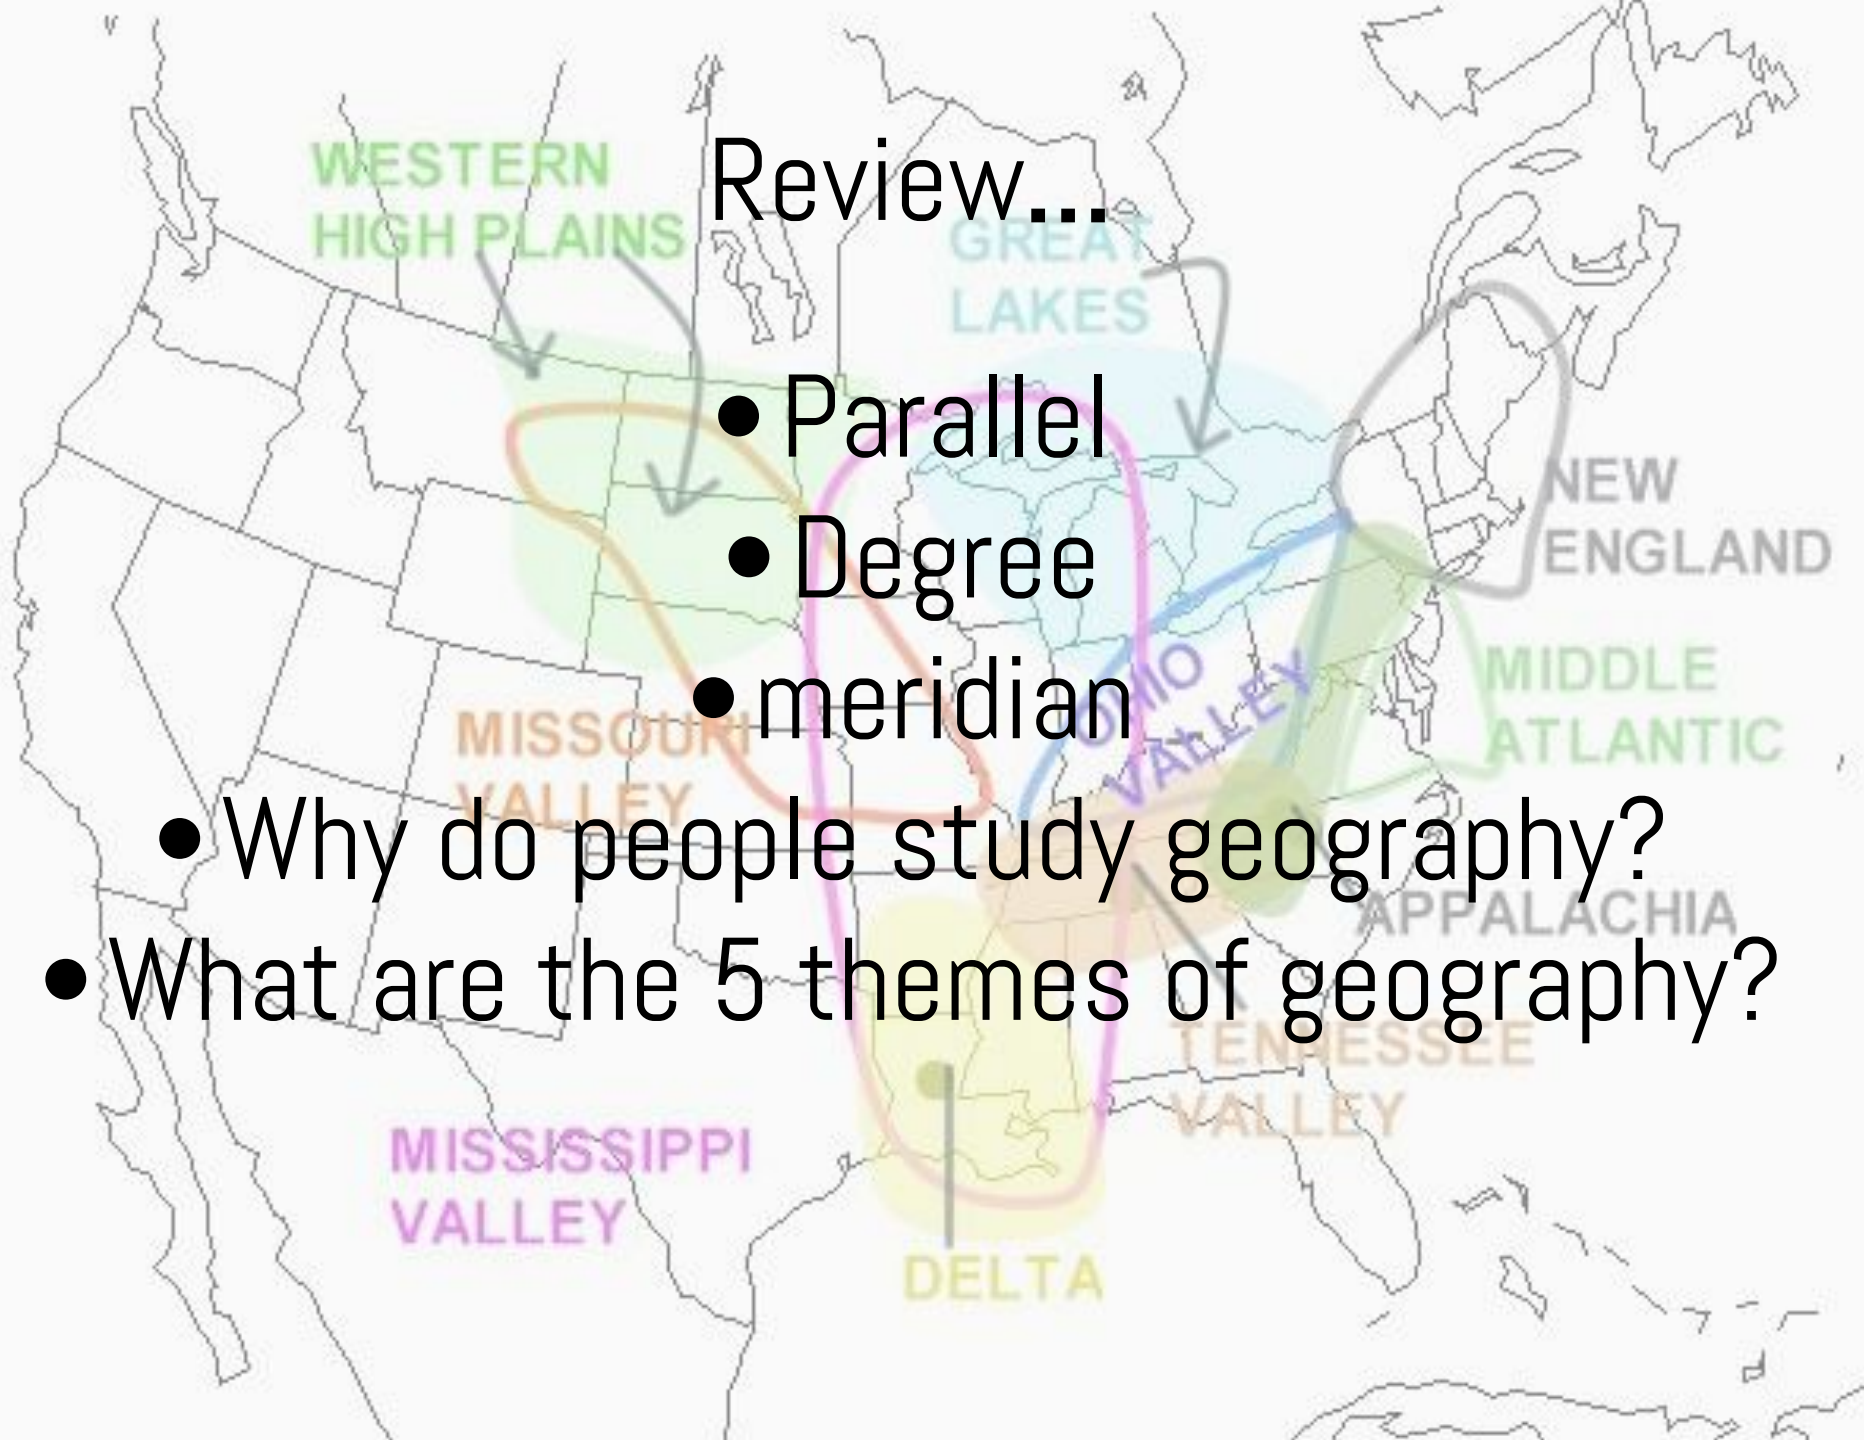 Review...
• Parallel
• Degree
• meridian
• Why do people study geography?
• What are the 5 themes of geography?
WESTERN
HIGH PLAINS
GREAT
LAKES
NEW
ENGLAND
MIDDLE
ATLANTIC
OHIO
VALLEY
MISSOURI
VALLEY
APPALACHIA
TENNESSEE
VALLEY
MISSISSIPPI
VALLEY
DELTA